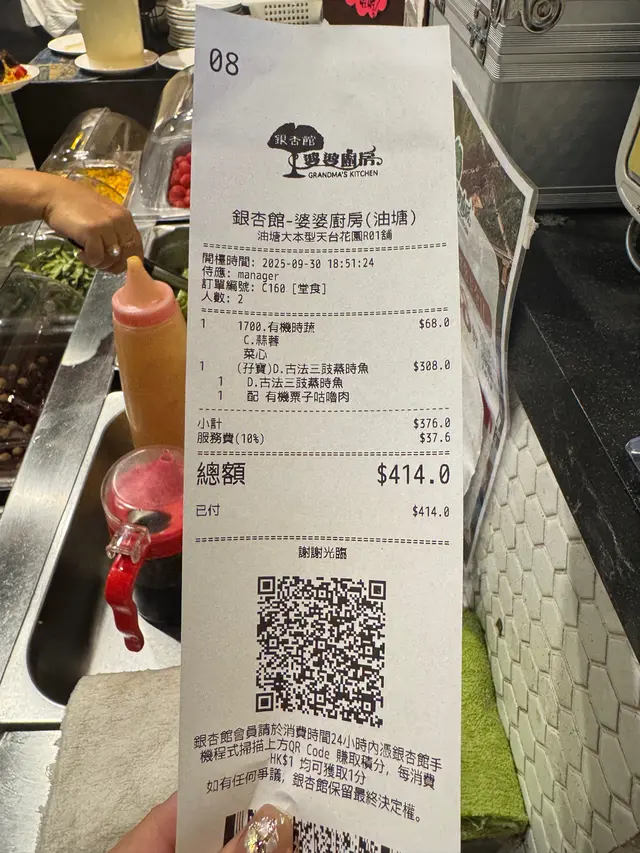 08
銀杏館
婆婆廚房
GRANDMA'S KITCHEN
銀杏館-婆婆廚房(油塘)
油塘大本型天台花園R01舖
開檯時間: 2025-09-30 18:51:24
侍應: manager
訂單編號: C160 [堂食]
人數: 2
1 1700.有機時蔬 $68.0
C.蒜蓉
菜心
1 (孖寶)D.古法三豉蒸時魚 $308.0
1 D.古法三豉蒸時魚
1 配 有機栗子咕嚕肉
小計 $376.0
服務費(10%) $37.6
總額 $414.0
已付 $414.0
謝謝光臨
銀杏館會員請於消費時間24小時內憑銀杏館手
機程式掃描上方QR Code 賺取積分，每消費
HK$1 均可獲取1分
如有任何爭議，銀杏館保留最終決定權。